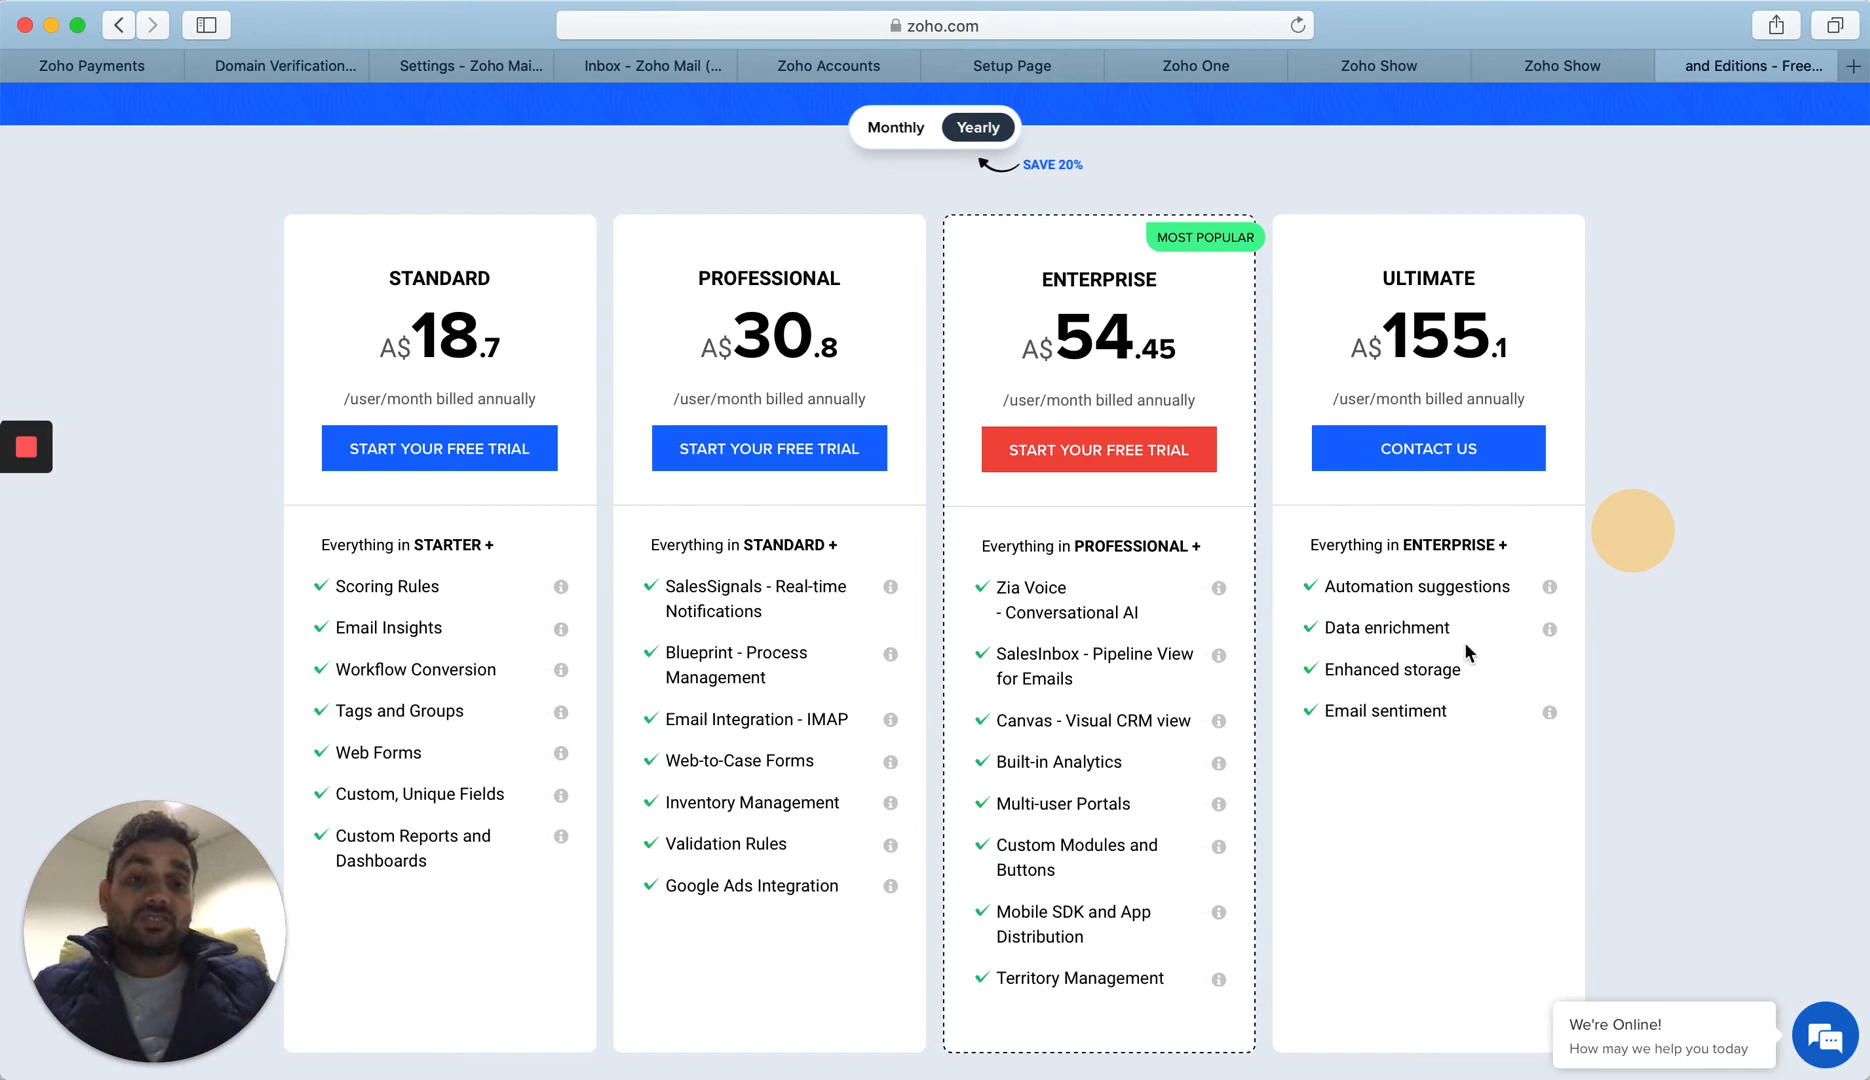 zoho.com
Zoho Payments
Domain Verification...
Settings - Zoho Mai...
Inbox - Zoho Mail (...
Zoho Accounts
Setup Page
Zoho One
Zoho Show
Zoho Show
and Editions - Free...
Monthly
Yearly
SAVE 20%
STANDARD
A$18.7
/user/month billed annually
START YOUR FREE TRIAL
Everything in STARTER +
Scoring Rules
Email Insights
Workflow Conversion
Tags and Groups
Web Forms
Custom, Unique Fields
Custom Reports and
Dashboards
PROFESSIONAL
A$30.8
/user/month billed annually
START YOUR FREE TRIAL
Everything in STANDARD +
SalesSignals - Real-time
Notifications
Blueprint - Process
Management
Email Integration - IMAP
Web-to-Case Forms
Inventory Management
Validation Rules
Google Ads Integration
MOST POPULAR
ENTERPRISE
A$54.45
/user/month billed annually
START YOUR FREE TRIAL
Everything in PROFESSIONAL +
Zia Voice
- Conversational AI
SalesInbox - Pipeline View
for Emails
Canvas - Visual CRM view
Built-in Analytics
Multi-user Portals
Custom Modules and
Buttons
Mobile SDK and App
Distribution
Territory Management
ULTIMATE
A$155.1
/user/month billed annually
CONTACT US
Everything in ENTERPRISE +
Automation suggestions
Data enrichment
Enhanced storage
Email sentiment
We're Online!
How may we help you today